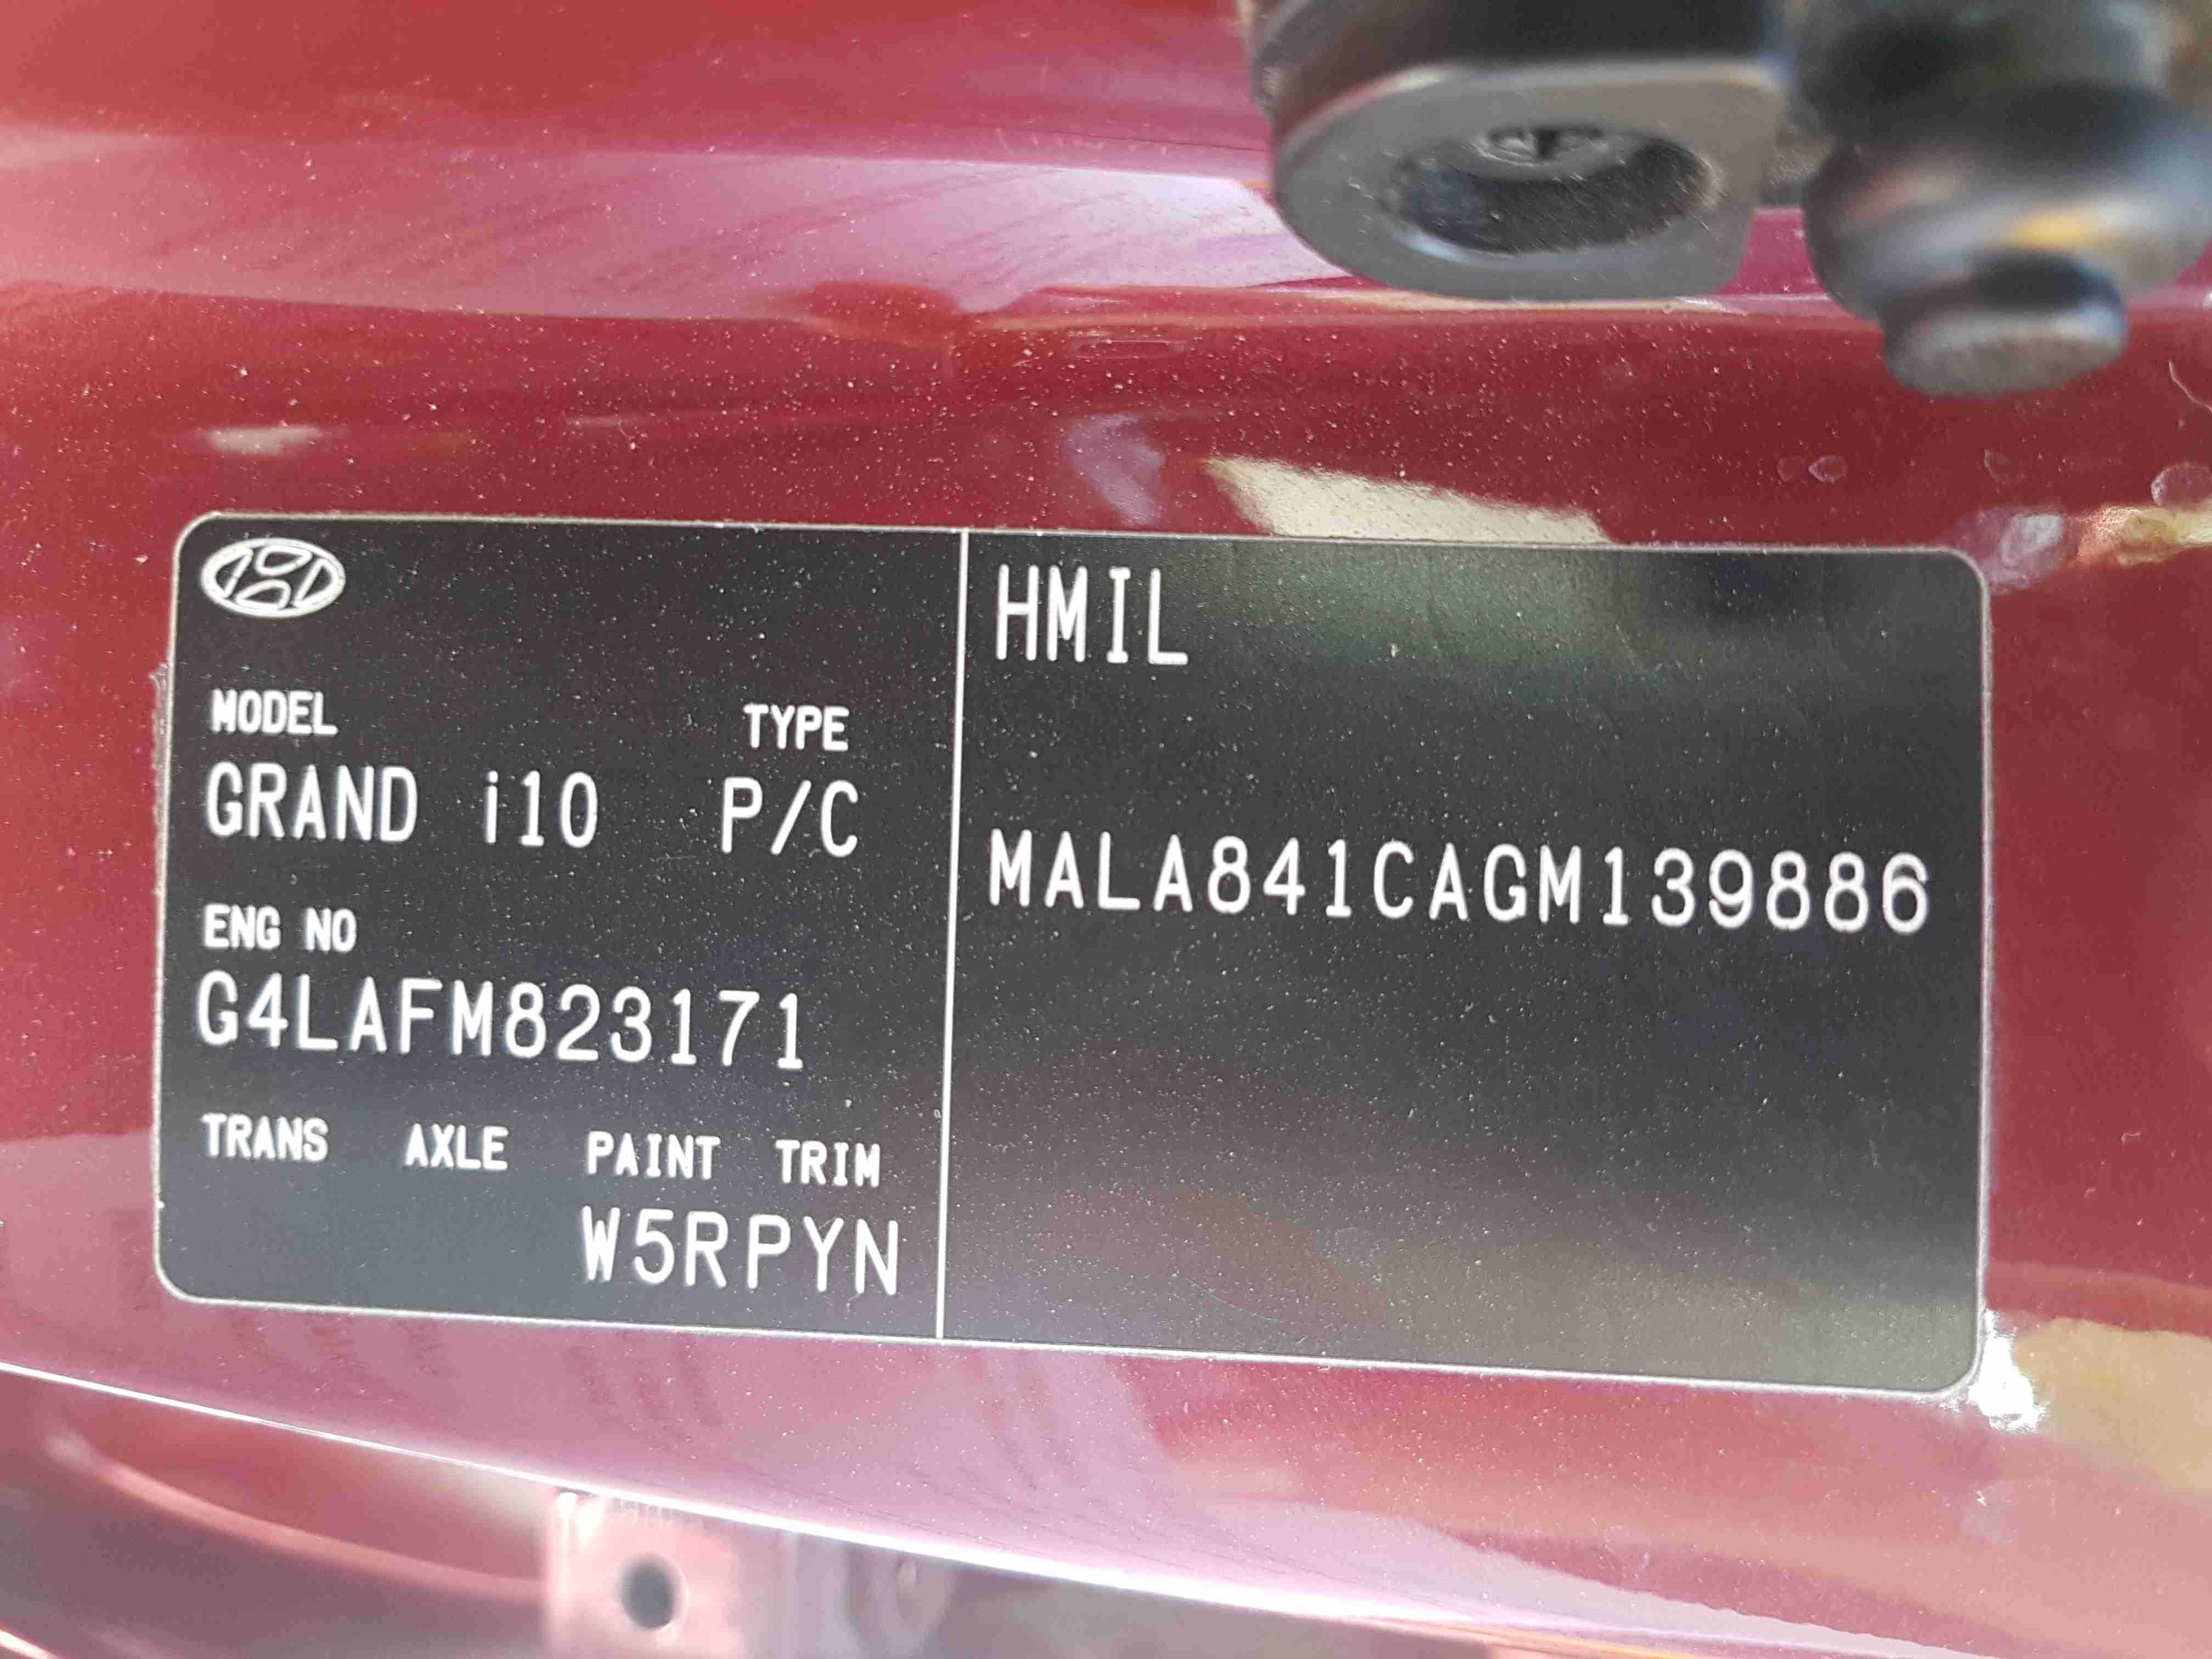 HMIL
MODEL TYPE
GRAND i10 P/C
MALA841CAGM139886
ENG NO
G4LAFM823171
TRANS AXLE PAINT TRIM
W5RPYN